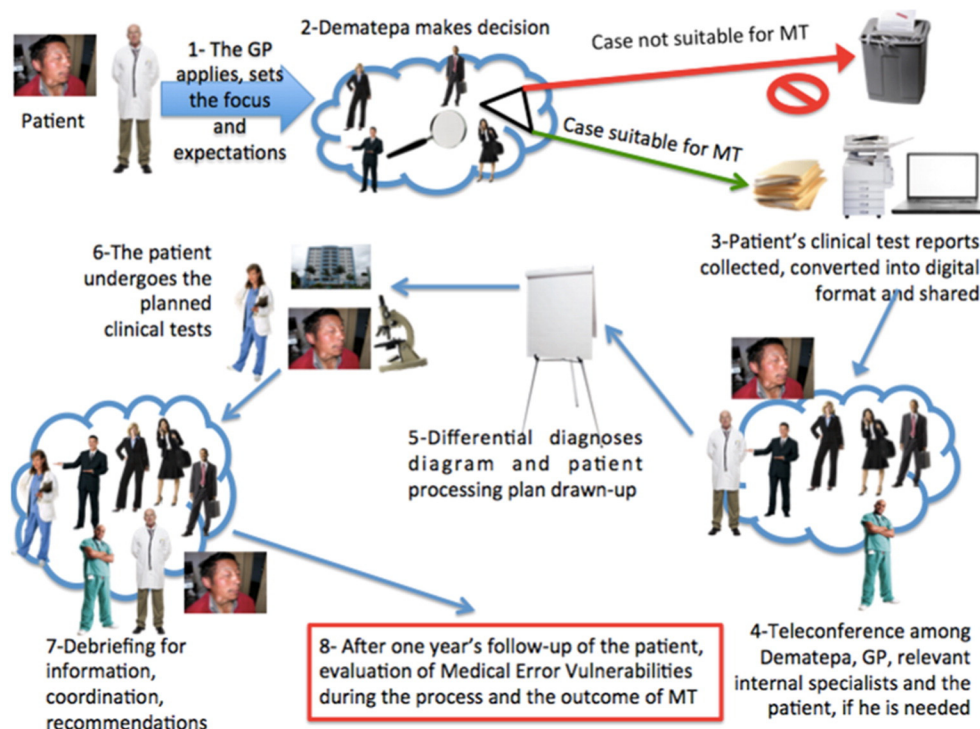 Patient
1- The GP
applies, sets
the focus
and
expectations
2-Dematepa makes decision
Case not suitable for MT
Case suitable for MT
3-Patient's clinical test reports
collected, converted into digital
format and shared
4-Teleconference among
Dematepa, GP, relevant
internal specialists and the
patient, if he is needed
5-Differential diagnoses
diagram and patient
processing plan drawn-up
6-The patient
undergoes the
planned
clinical tests
7-Debriefing for
information,
coordination,
recommendations
8- After one year's follow-up of the patient,
evaluation of Medical Error Vulnerabilities
during the process and the outcome of MT